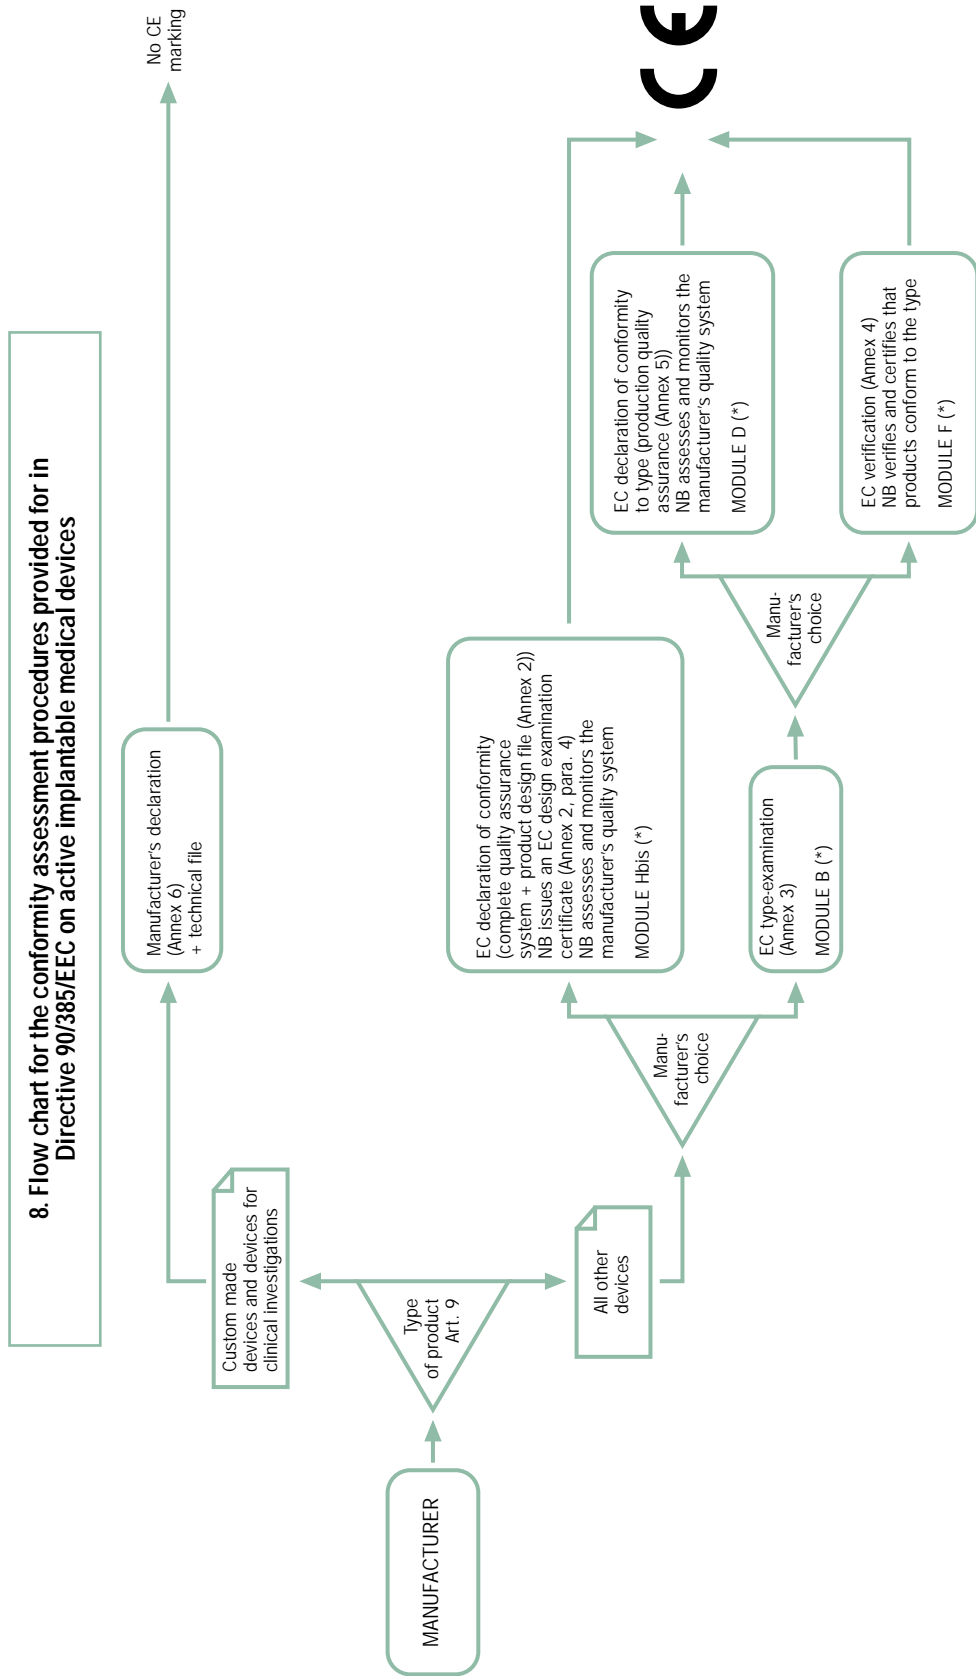 8. Flow chart for the conformity assessment procedures provided for in
Directive 90/385/EEC on active implantable medical devices
MANUFACTURER
Type
of product
Art. 9
Custom made
devices and devices for
clinical investigations
Manufacturer's declaration
(Annex 6)
+ technical file
No CE
marking
All other
devices
Manu-
facturer's
choice
EC declaration of conformity
(complete quality assurance
system + product design file (Annex 2))
NB issues an EC design examination
certificate (Annex 2, para. 4)
NB assesses and monitors the
manufacturer's quality system
MODULE Hbis (*)
EC type-examination
(Annex 3)
MODULE B (*)
Manu-
facturer's
choice
EC declaration of conformity
to type (production quality
assurance (Annex 5))
NB assesses and monitors the
manufacturer's quality system
MODULE D (*)
EC verification (Annex 4)
NB verifies and certifies that
products conform to the type
MODULE F (*)
CE